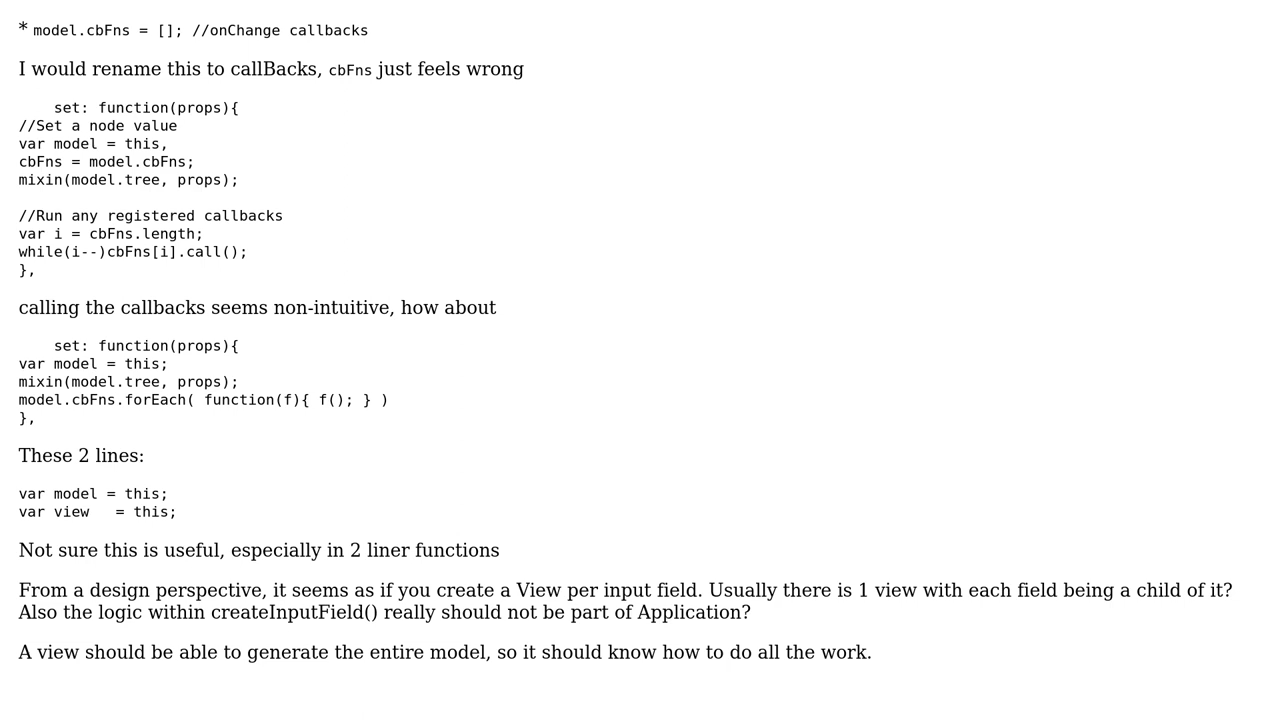 * model.cbFns = []; //onChange callbacks
I would rename this to callBacks, cbFns just feels wrong
    set: function(props){
//Set a node value
var model = this,
cbFns = model.cbFns;
mixin(model.tree, props);
//Run any registered callbacks
var i = cbFns.length;
while(i--)cbFns[i].call();
},
calling the callbacks seems non-intuitive, how about
    set: function(props){
var model = this;
mixin(model.tree, props);
model.cbFns.forEach( function(f){ f(); } )
},
These 2 lines:
var model = this;
var view   = this;
Not sure this is useful, especially in 2 liner functions
From a design perspective, it seems as if you create a View per input field. Usually there is 1 view with each field being a child of it?
Also the logic within createInputField() really should not be part of Application?
A view should be able to generate the entire model, so it should know how to do all the work.